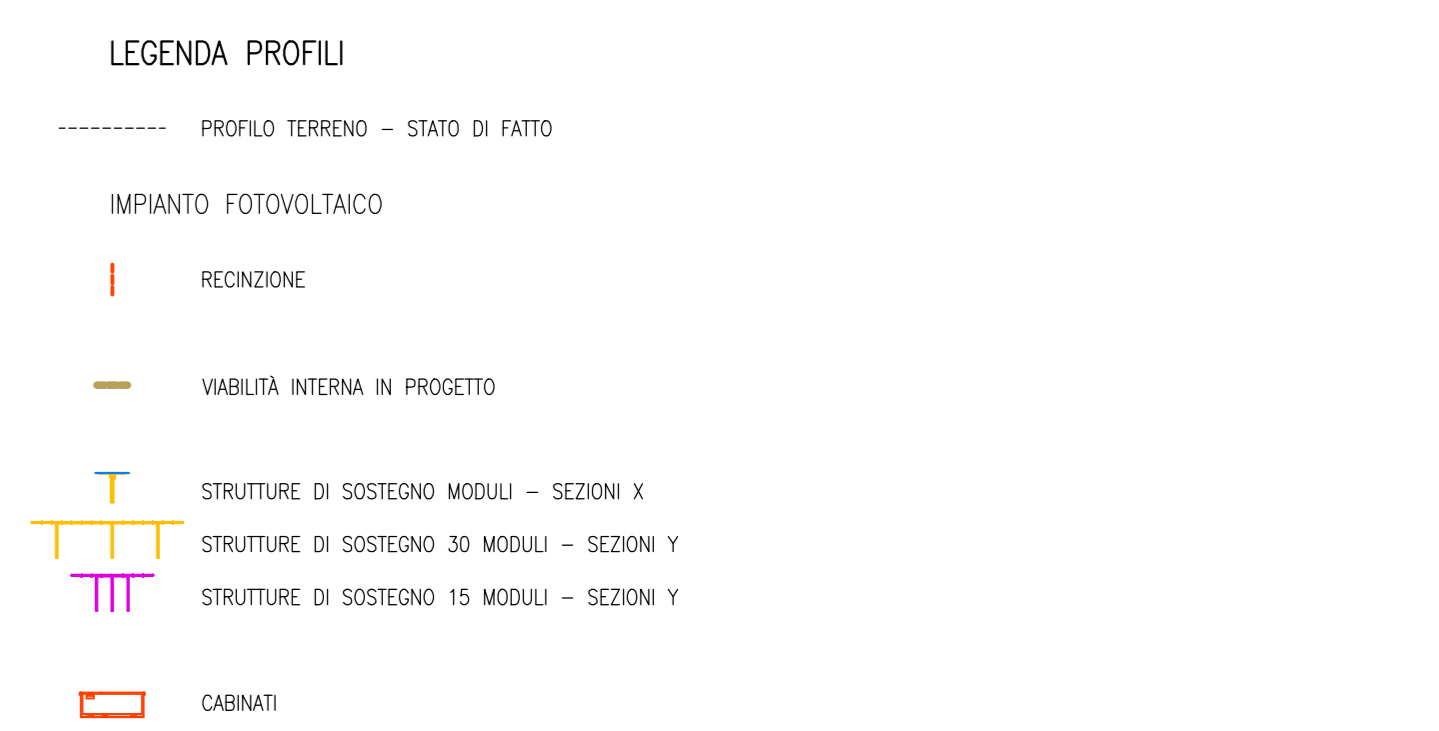 LEGENDA PROFILI
PROFILO TERRENO – STATO DI FATTO
IMPIANTO FOTOVOLTAICO
RECINZIONE
VIABILITÀ INTERNA IN PROGETTO
STRUTTURE DI SOSTEGNO MODULI – SEZIONI X
STRUTTURE DI SOSTEGNO 30 MODULI – SEZIONI Y
STRUTTURE DI SOSTEGNO 15 MODULI – SEZIONI Y
CABINATI